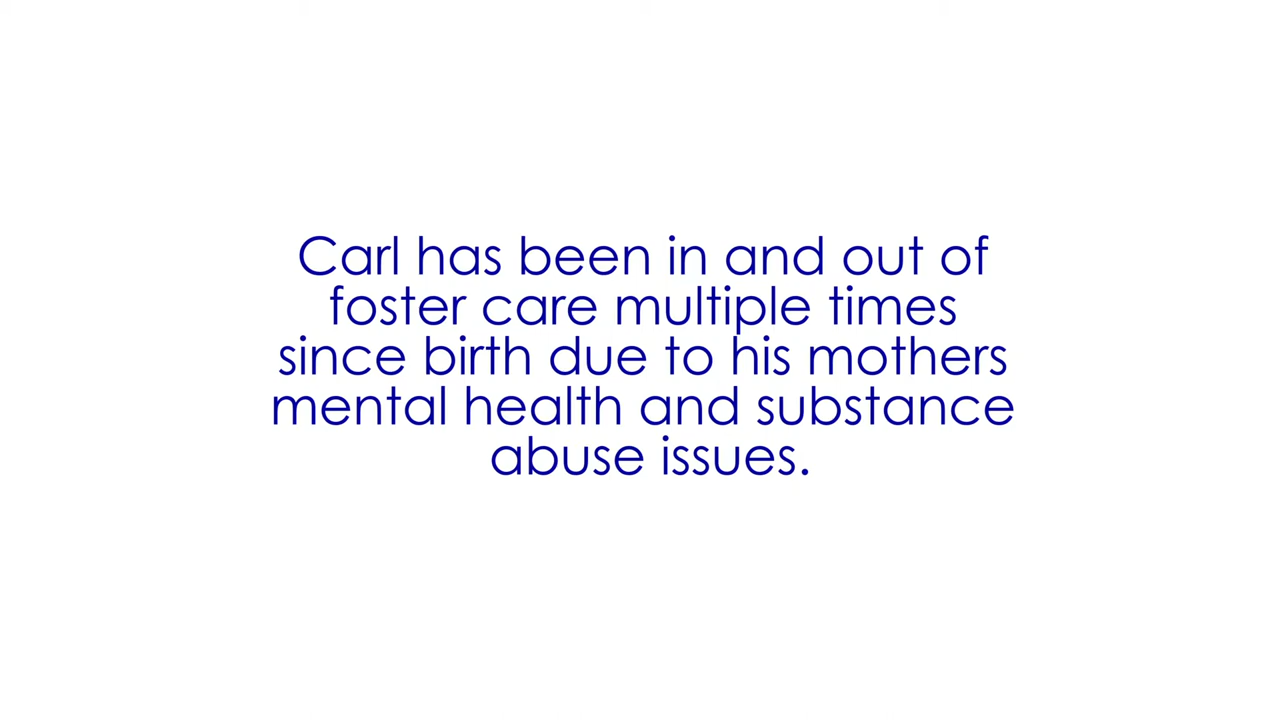 Carl has been in and out of
foster care multiple times
since birth due to his mothers
mental health and substance
abuse issues.